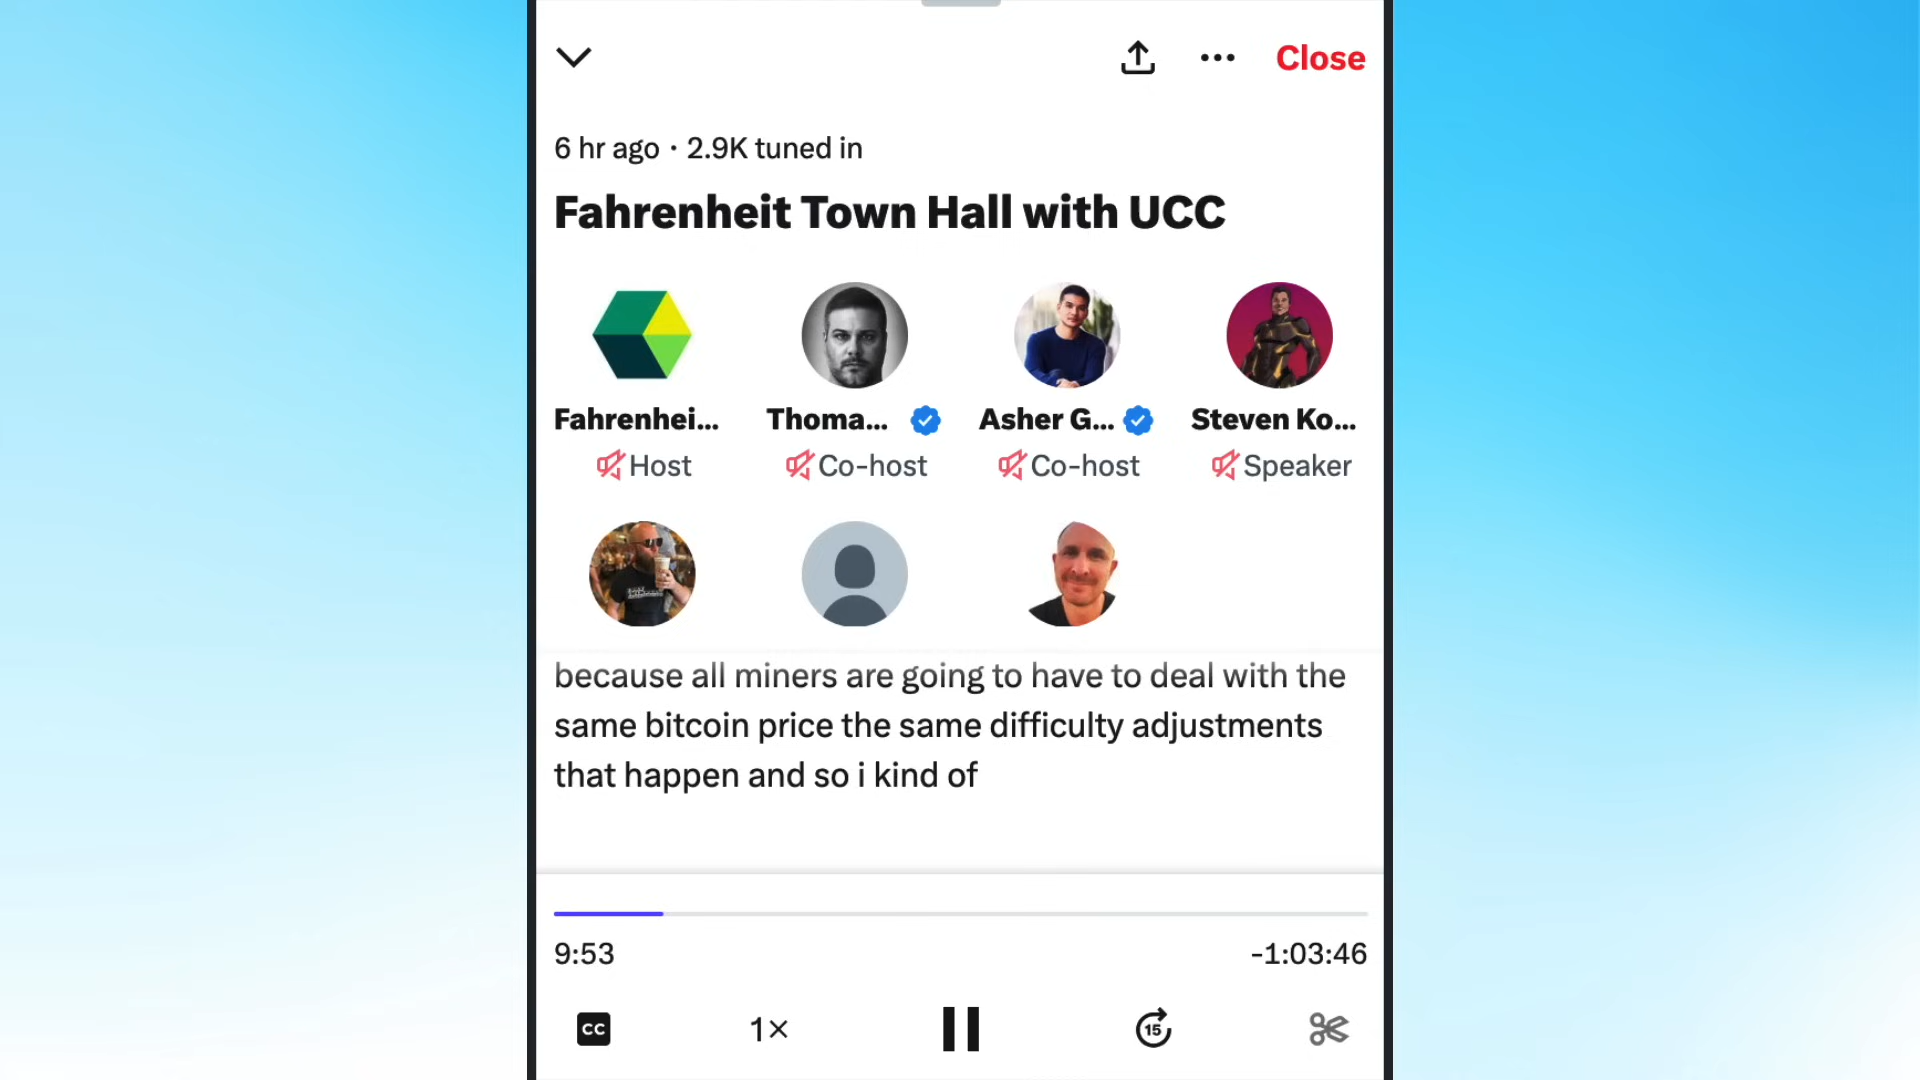 Close
6 hr ago · 2.9K tuned in
Fahrenheit Town Hall with UCC
Fahrenhei... Thoma... Asher G... Steven Ko...
Host Co-host Co-host Speaker
because all miners are going to have to deal with the
same bitcoin price the same difficulty adjustments
that happen and so i kind of
9:53 -1:03:46
CC 1× 15